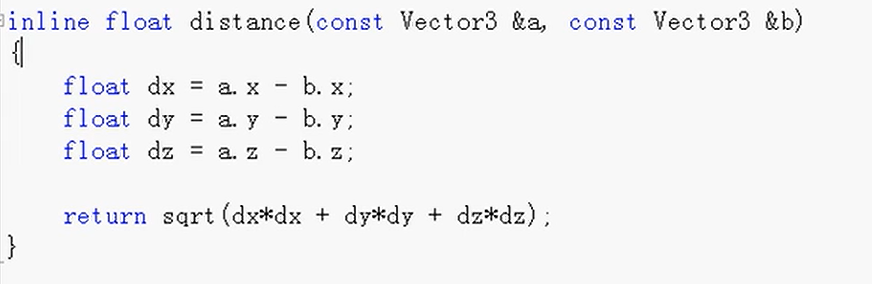 inline float distance(const Vector3 &a, const Vector3 &b)
{
float dx = a.x - b.x;
float dy = a.y - b.y;
float dz = a.z - b.z;
return sqrt(dx*dx + dy*dy + dz*dz);
}